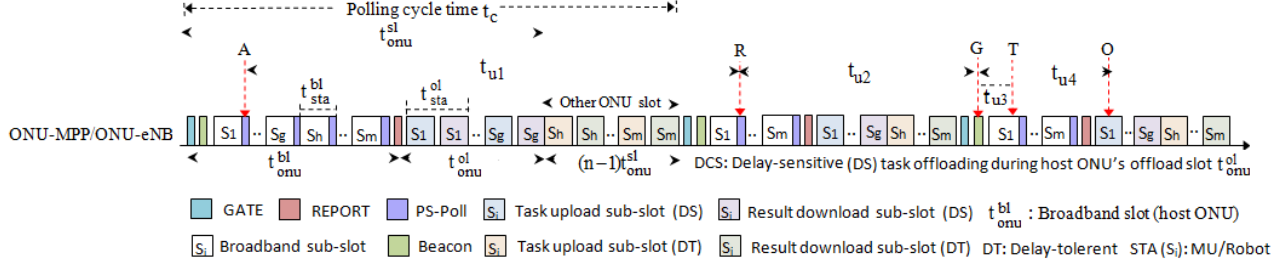 Polling cycle time t_c
t_onu^sl
A R G T O
t_u1 t_u2 t_u4
t_sta^bl t_sta^ol t_u3
Other ONU slot
ONU-MPP/ONU-eNB S1 .. Sg Sh .. Sm S1 S1 .. Sg Sg Sh Sh .. Sm Sm S1 .. Sm S1 .. Sg Sh .. Sm S1 .. Sm S1 .. Sg Sh .. Sm
t_onu^bl t_onu^ol (n−1)t_onu^sl DCS: Delay-sensitive (DS) task offloading during host ONU's offload slot t_onu^ol
GATE REPORT PS-Poll Si Task upload sub-slot (DS) Si Result download sub-slot (DS) t_onu^bl : Broadband slot (host ONU)
Si Broadband sub-slot Beacon Si Task upload sub-slot (DT) Si Result download sub-slot (DT) DT: Delay-tolerent STA (Si): MU/Robot